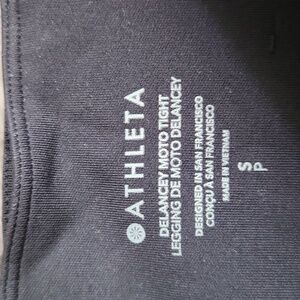 ATHLETA
DELANCEY MOTO TIGHT
LEGGING DE MOTO DELANCEY
DESIGNED IN SAN FRANCISCO
CONÇU À SAN FRANCISCO
MADE IN VIETNAM
S
P